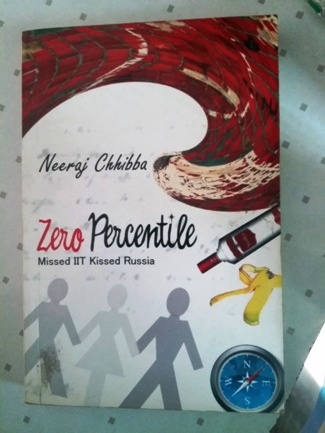 Neeraj Chhibba
Zero Percentile
Missed IIT Kissed Russia
N
W E
S